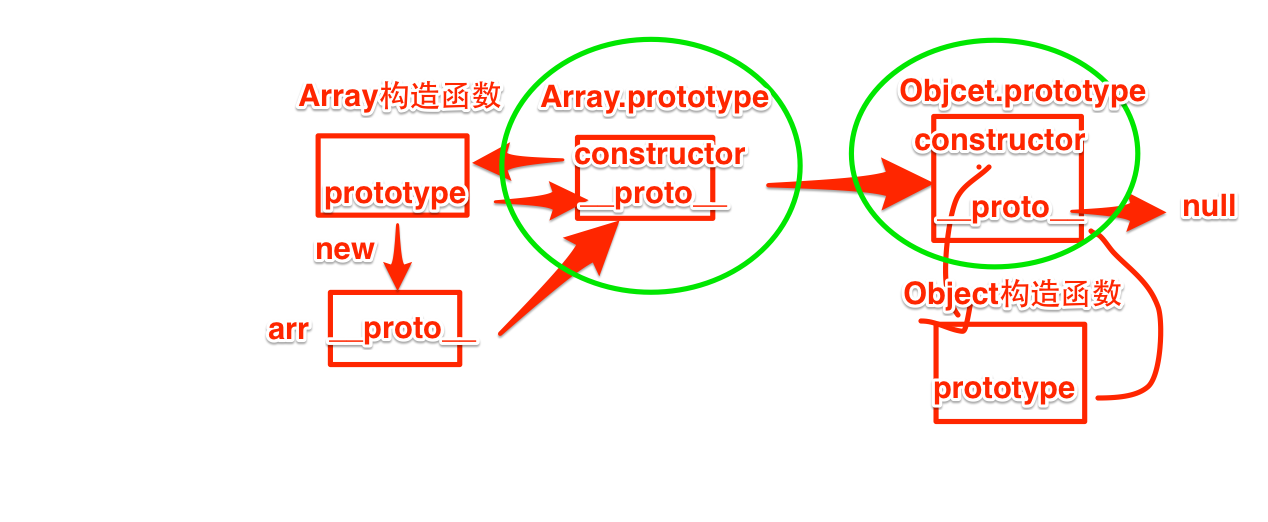 Array构造函数
prototype
new
arr
__proto__
Array.prototype
constructor
__proto__
Objcet.prototype
constructor
__proto__
null
Object构造函数
prototype